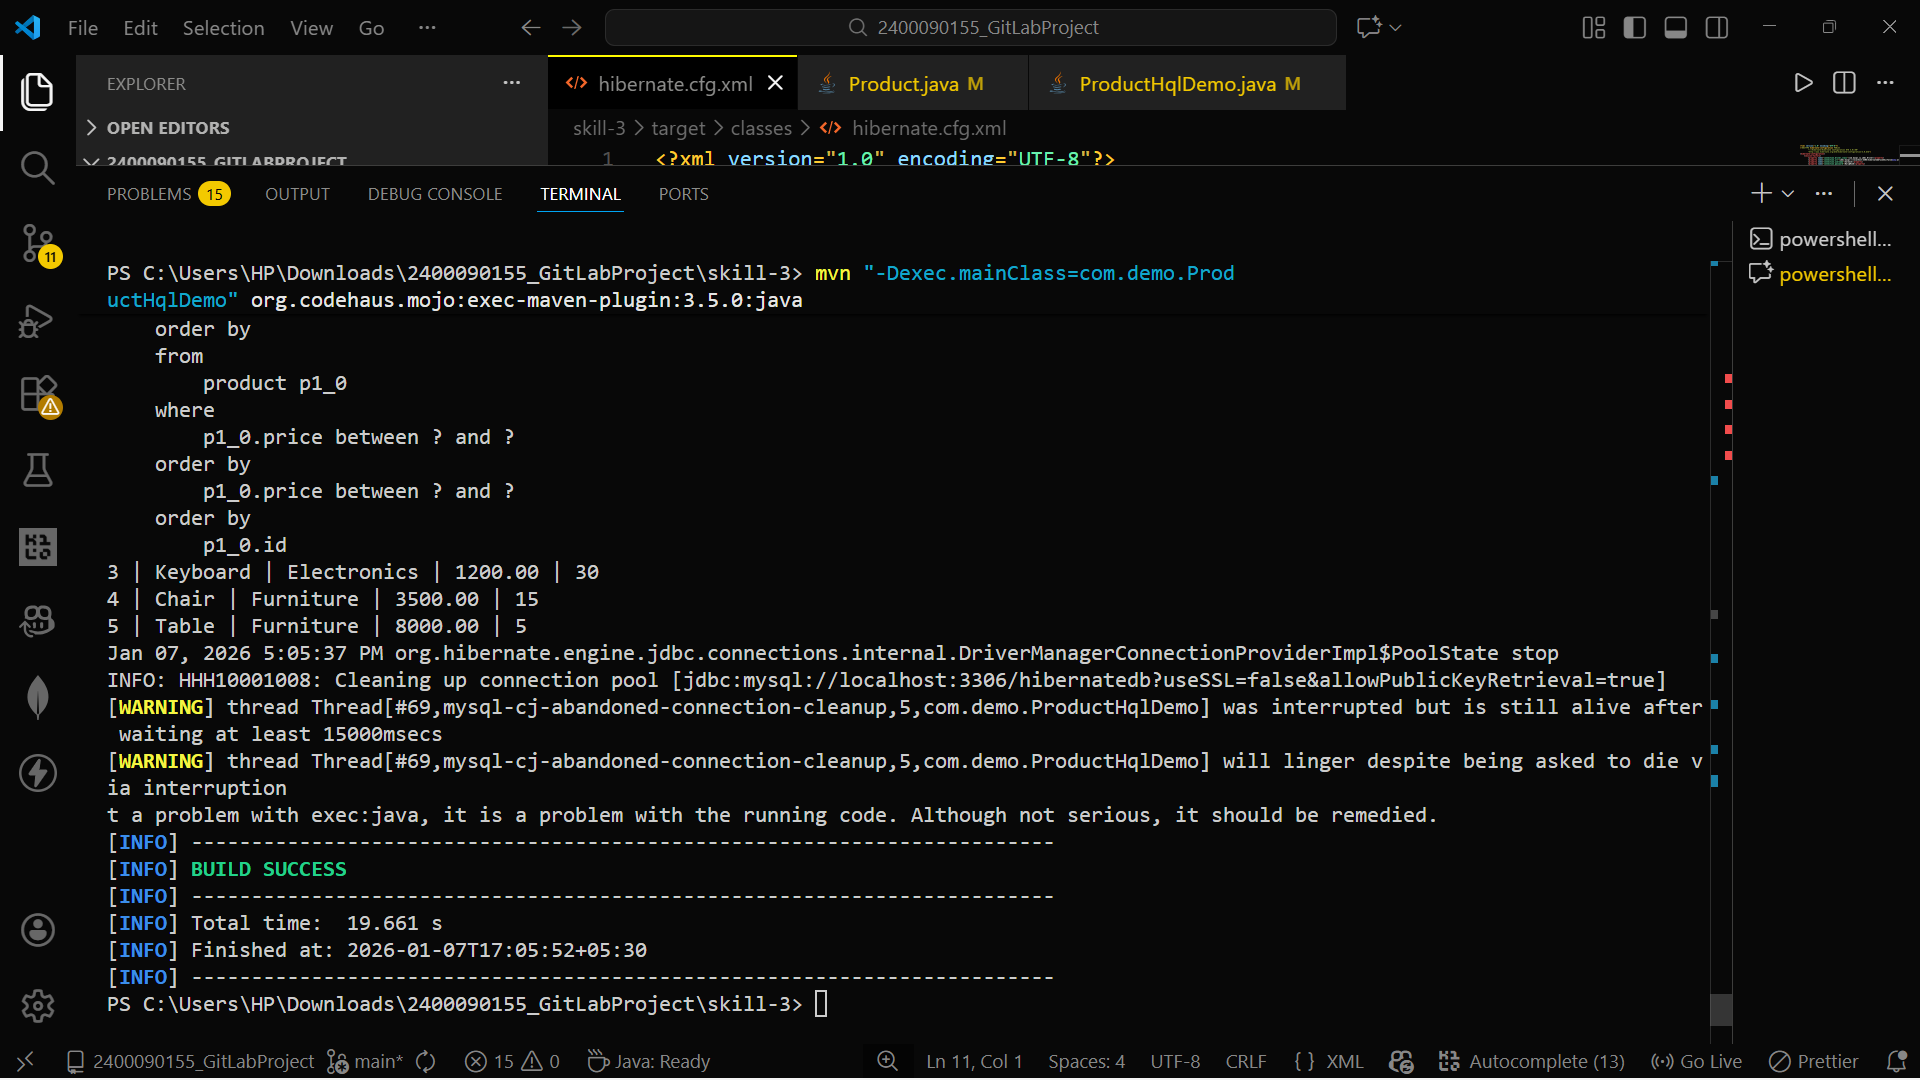 File Edit Selection View Go ··· 2400090155_GitLabProject
EXPLORER ···
hibernate.cfg.xml
Product.java M
ProductHqlDemo.java M
OPEN EDITORS
2400090155_GITLABPROJECT
skill-3 > target > classes > hibernate.cfg.xml
1 <?xml version="1.0" encoding="UTF-8"?>
PROBLEMS 15 OUTPUT DEBUG CONSOLE TERMINAL PORTS
powershell...
powershell...
11
PS C:\Users\HP\Downloads\2400090155_GitLabProject\skill-3> mvn "-Dexec.mainClass=com.demo.Prod
uctHqlDemo" org.codehaus.mojo:exec-maven-plugin:3.5.0:java
order by
from
product p1_0
where
p1_0.price between ? and ?
order by
p1_0.price between ? and ?
order by
p1_0.id
3 | Keyboard | Electronics | 1200.00 | 30
4 | Chair | Furniture | 3500.00 | 15
5 | Table | Furniture | 8000.00 | 5
Jan 07, 2026 5:05:37 PM org.hibernate.engine.jdbc.connections.internal.DriverManagerConnectionProviderImpl$PoolState stop
INFO: HHH10001008: Cleaning up connection pool [jdbc:mysql://localhost:3306/hibernatedb?useSSL=false&allowPublicKeyRetrieval=true]
[WARNING] thread Thread[#69,mysql-cj-abandoned-connection-cleanup,5,com.demo.ProductHqlDemo] was interrupted but is still alive after
waiting at least 15000msecs
[WARNING] thread Thread[#69,mysql-cj-abandoned-connection-cleanup,5,com.demo.ProductHqlDemo] will linger despite being asked to die v
ia interruption
t a problem with exec:java, it is a problem with the running code. Although not serious, it should be remedied.
[INFO] ------------------------------------------------------------------------
[INFO] BUILD SUCCESS
[INFO] ------------------------------------------------------------------------
[INFO] Total time:  19.661 s
[INFO] Finished at: 2026-01-07T17:05:52+05:30
[INFO] ------------------------------------------------------------------------
PS C:\Users\HP\Downloads\2400090155_GitLabProject\skill-3>
2400090155_GitLabProject main* 15 0 Java: Ready Ln 11, Col 1 Spaces: 4 UTF-8 CRLF {} XML Autocomplete (13) Go Live Prettier